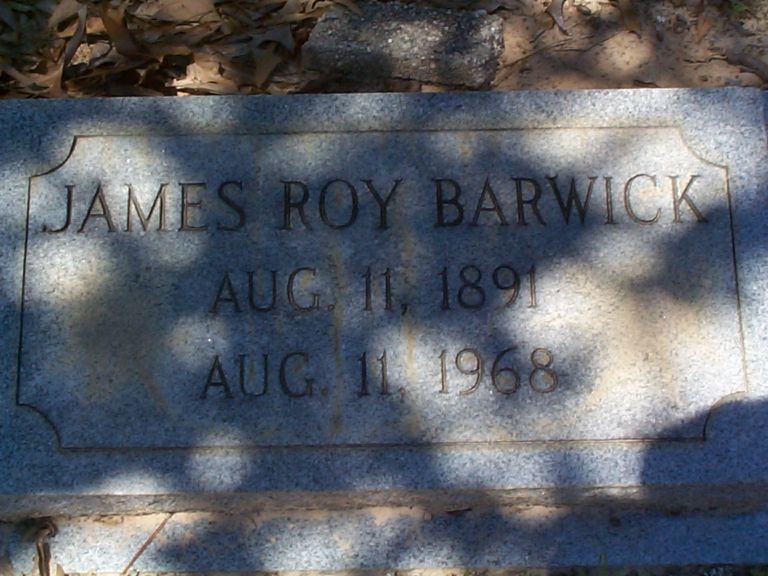 JAMES ROY BARWICK
AUG. 11, 1891
AUG. 11, 1968